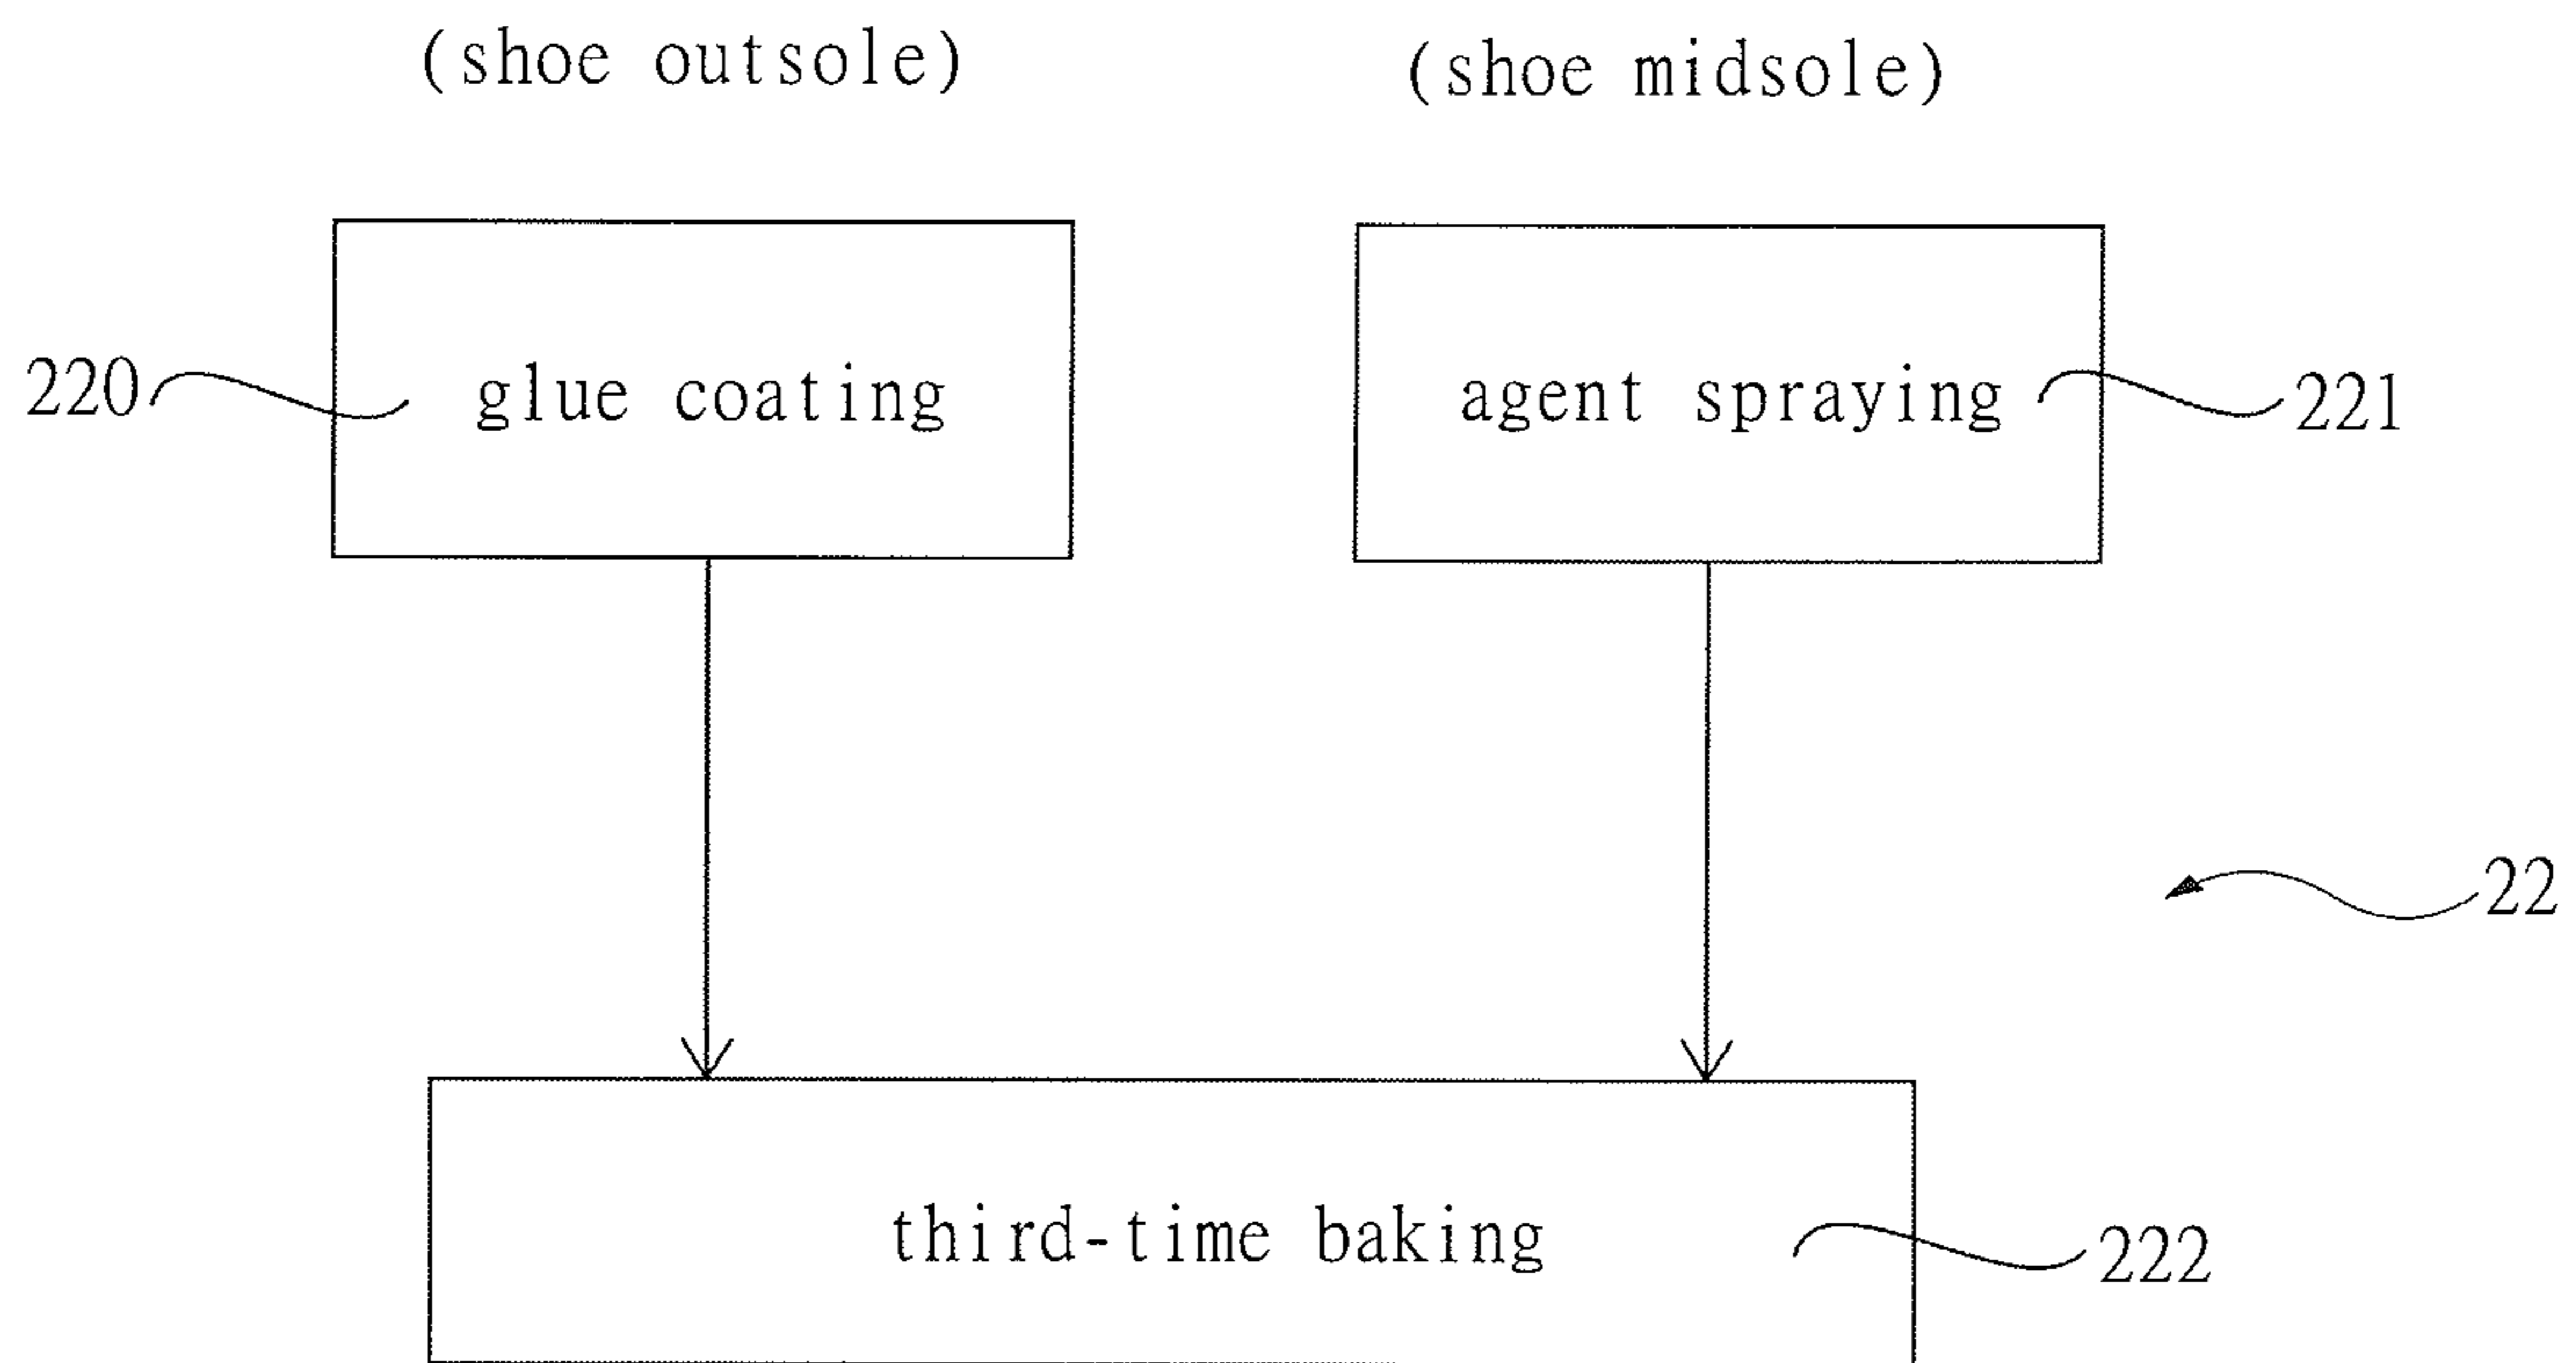 (shoe outsole)
(shoe midsole)
220
glue coating
agent spraying
221
22
third-time baking
222